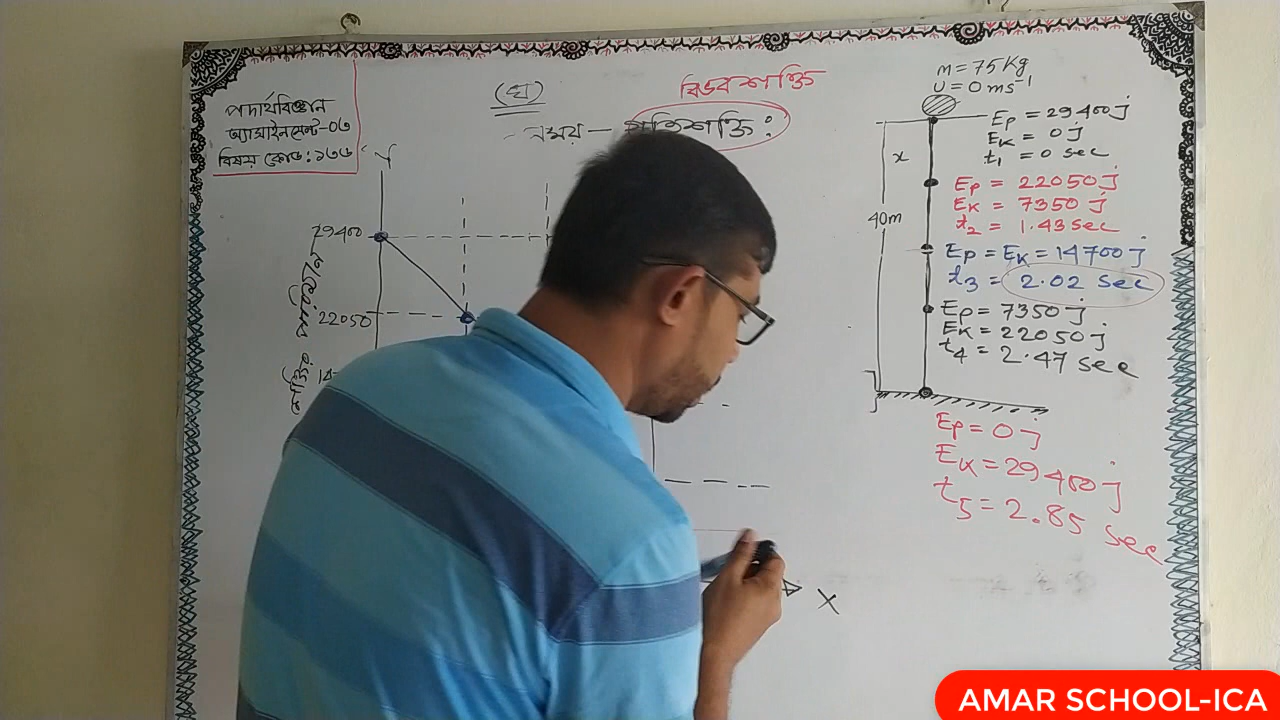 পদার্থবিজ্ঞান
অ্যাসাইনমেন্ট-০৩
বিষয় কোড: ১৩৬
(ঘ)
বিভবশক্তি
সময় — গতিশক্তি:
Y
29400
22050
14
X
m = 75 Kg
U = 0 ms⁻¹
Ep = 29400 j
Ek = 0 j
t1 = 0 sec
x
Ep = 22050 j
Ek = 7350 j
t2 = 1.43 sec
40m
Ep = Ek = 14700 j
t3 = 2.02 sec
Ep = 7350 j
Ek = 22050 j
t4 = 2.47 sec
Ep = 0 j
Ek = 29400 j
t5 = 2.85 sec
AMAR SCHOOL-ICA